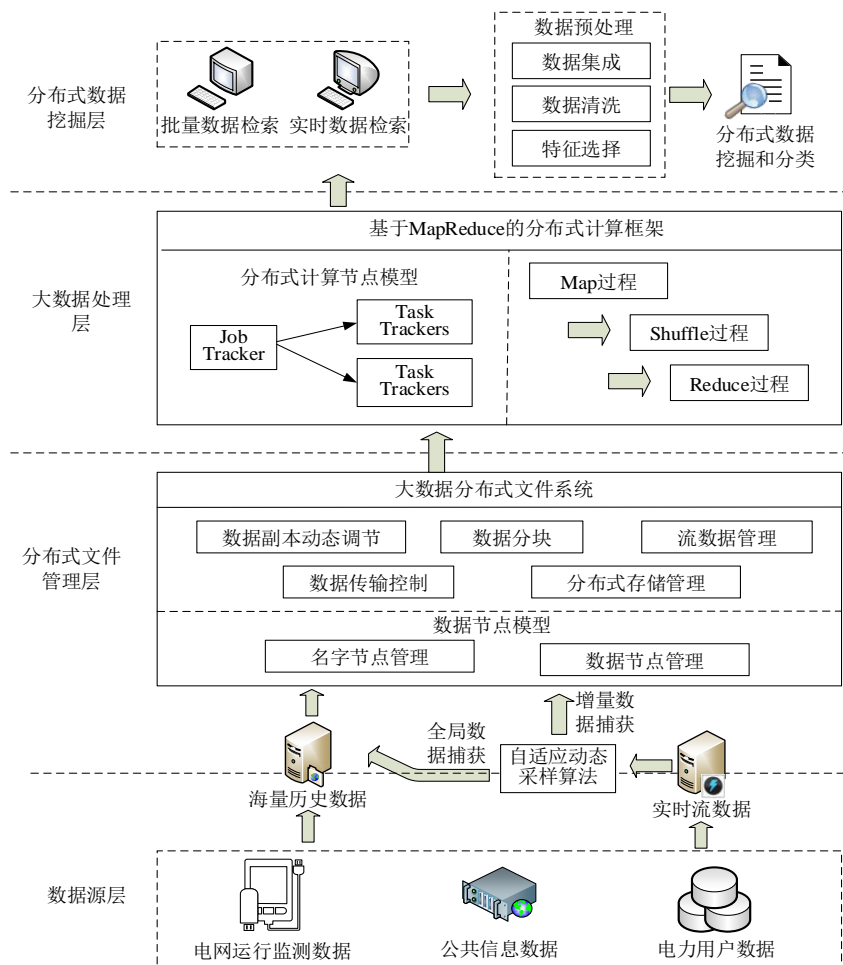 数据预处理
数据集成
数据清洗
特征选择
分布式数据
挖掘层
批量数据检索
实时数据检索
分布式数据
挖掘和分类
基于MapReduce的分布式计算框架
大数据处理
层
分布式计算节点模型
Job
Tracker
Task
Trackers
Task
Trackers
Map过程
Shuffle过程
Reduce过程
大数据分布式文件系统
分布式文件
管理层
数据副本动态调节
数据分块
流数据管理
数据传输控制
分布式存储管理
数据节点模型
名字节点管理
数据节点管理
增量数
据捕获
全局数
据捕获
自适应动态
采样算法
海量历史数据
实时流数据
数据源层
电网运行监测数据
公共信息数据
电力用户数据